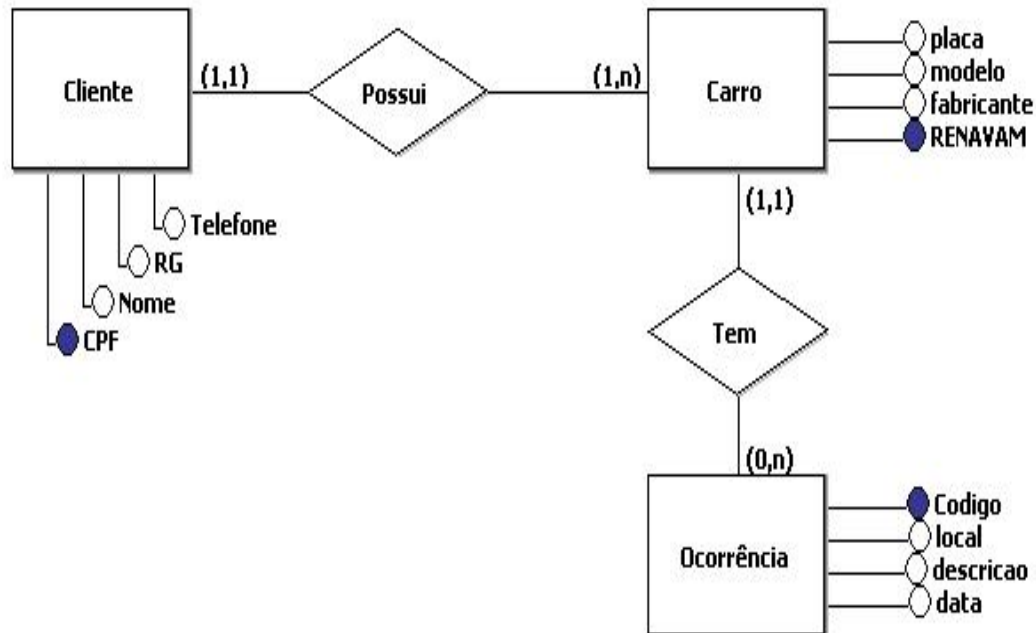 Cliente
(1,1)
Possui
(1,n)
Carro
placa
modelo
fabricante
RENAVAM
Telefone
RG
Nome
CPF
(1,1)
Tem
(0,n)
Ocorrência
Codigo
local
descricao
data